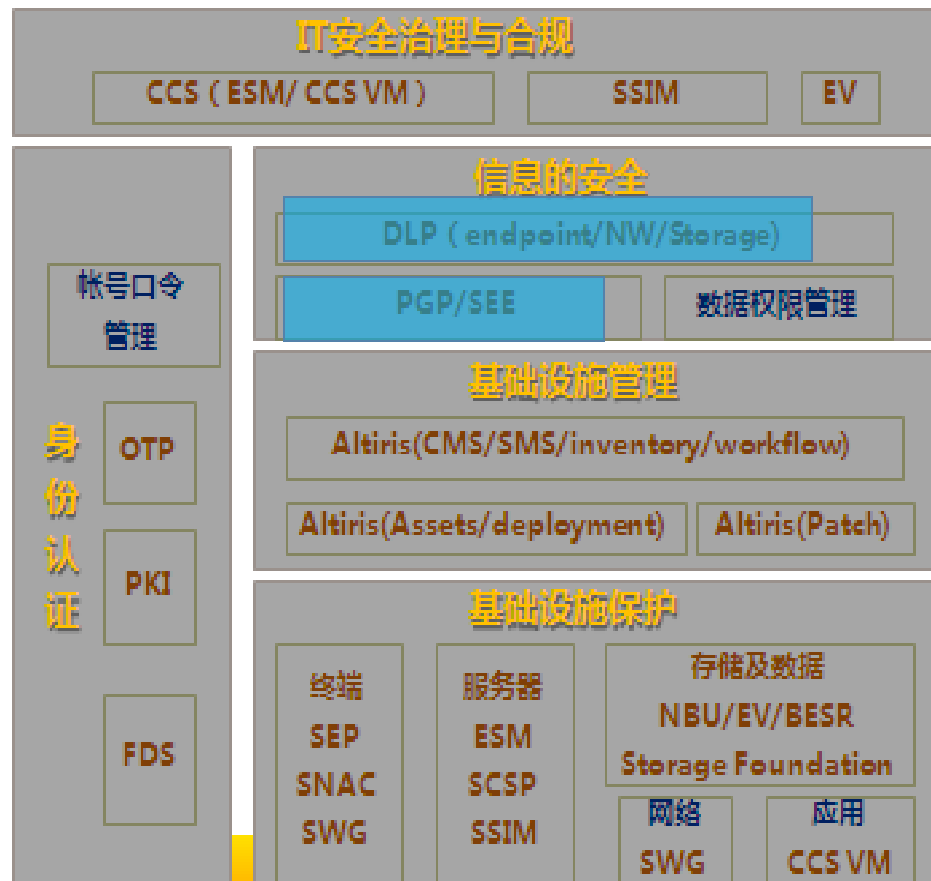 IT安全治理与合规
CCS（ESM/ CCS VM）
SSIM
EV
身份认证
帐号口令
管理
OTP
PKI
FDS
信息的安全
DLP（endpoint/NW/Storage)
PGP/SEE
数据权限管理
基础设施管理
Altiris(CMS/SMS/inventory/workflow)
Altiris(Assets/deployment)
Altiris(Patch)
基础设施保护
终端
SEP
SNAC
SWG
服务器
ESM
SCSP
SSIM
存储及数据
NBU/EV/BESR
Storage Foundation
网络
SWG
应用
CCS VM